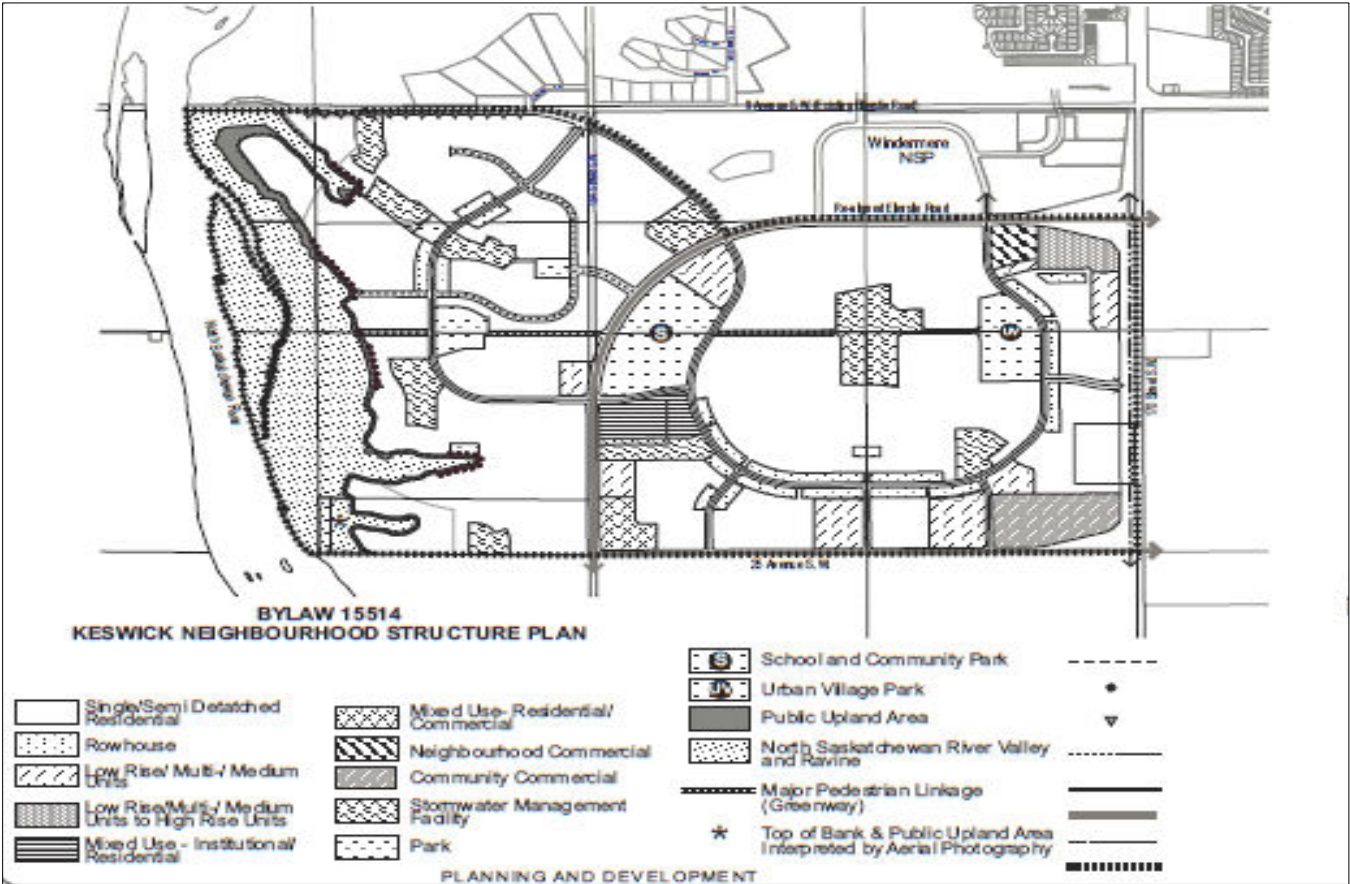 Windermere
NSP
25 Avenue S.W.
S
UV
BYLAW 15514
KESWICK NEIGHBOURHOOD STRUCTURE PLAN
Single/Semi Detatched
Residential
Rowhouse
Low Rise/ Multi-/ Medium
Units
Low Rise/Multi-/ Medium
Units to High Rise Units
Mixed Use - Institutional/
Residential
Mixed Use- Residential/
Commercial
Neighbourhood Commercial
Community Commercial
Stormwater Management
Facility
Park
S School and Community Park
UV Urban Village Park
Public Upland Area
North Saskatchewan River Valley
and Ravine
Major Pedestrian Linkage
(Greenway)
* Top of Bank & Public Upland Area
Interpreted by Aerial Photography
PLANNING AND DEVELOPMENT